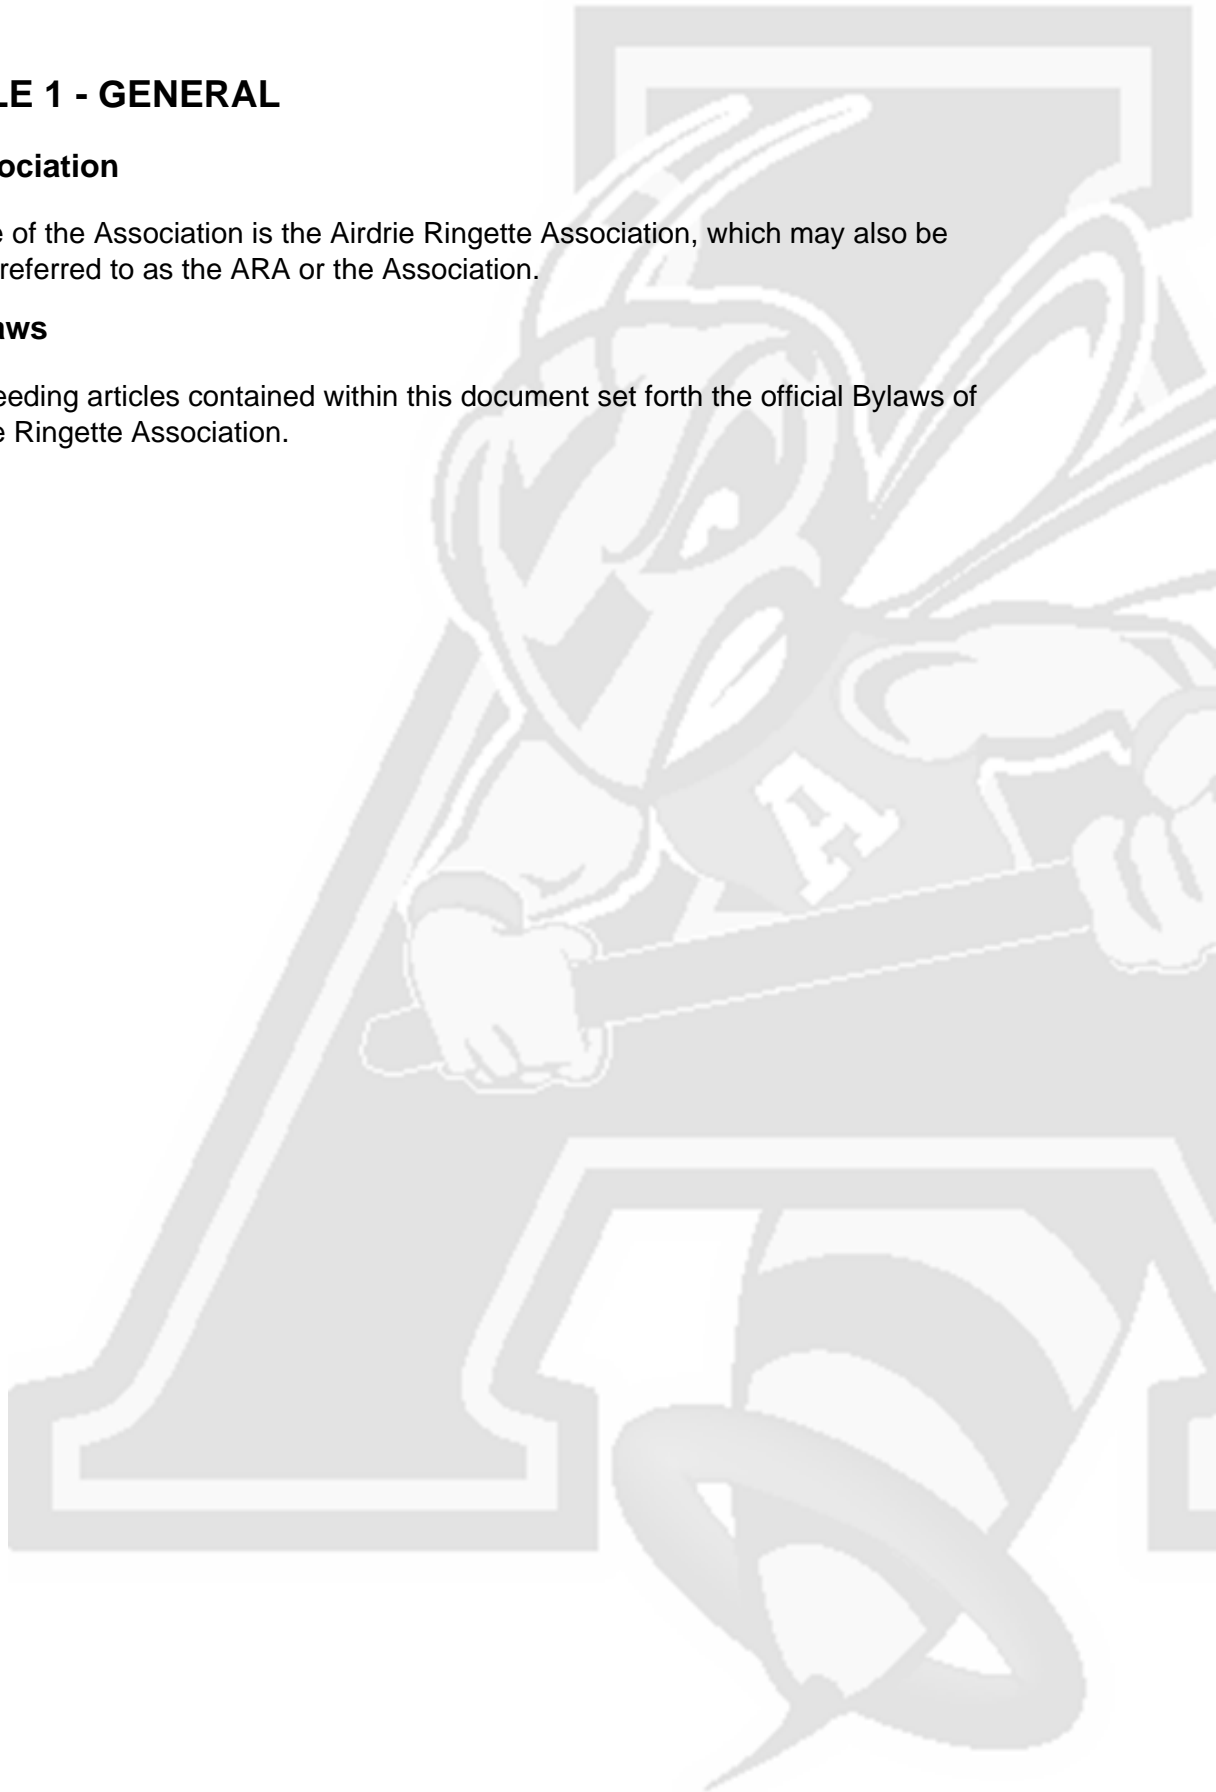 LE 1 - GENERAL
ociation
e of the Association is the Airdrie Ringette Association, which may also be
referred to as the ARA or the Association.
aws
eeding articles contained within this document set forth the official Bylaws of
e Ringette Association.
A